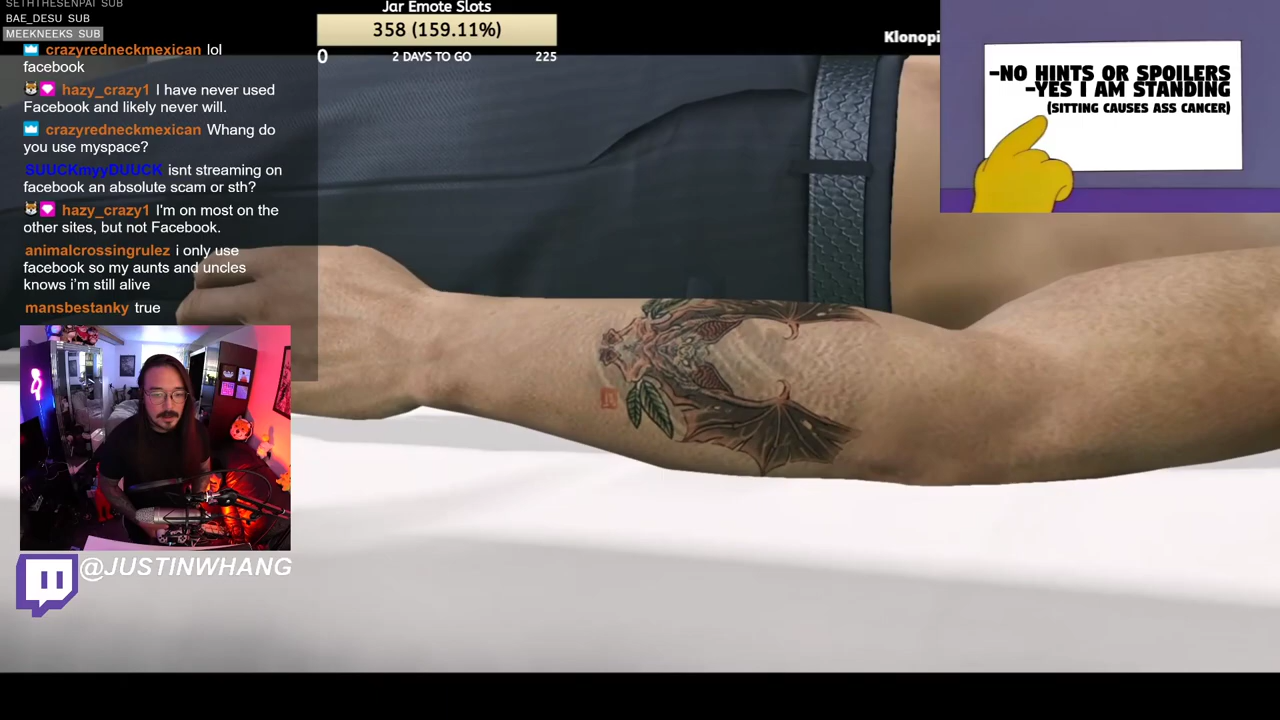 SETHTHESENPAI SUB
BAE_DESU SUB
MEEKNEEKS SUB
crazyredneckmexican lol
facebook
hazy_crazy1 I have never used
Facebook and likely never will.
crazyredneckmexican Whang do
you use myspace?
SUUCKmyyDUUCK isnt streaming on
facebook an absolute scam or sth?
hazy_crazy1 I'm on most on the
other sites, but not Facebook.
animalcrossingrulez i only use
facebook so my aunts and uncles
knows i'm still alive
mansbestanky true
@JUSTINWHANG
Jar Emote Slots
358 (159.11%)
0 2 DAYS TO GO 225
Klonopi
-NO HINTS OR SPOILERS
-YES I AM STANDING
(SITTING CAUSES ASS CANCER)